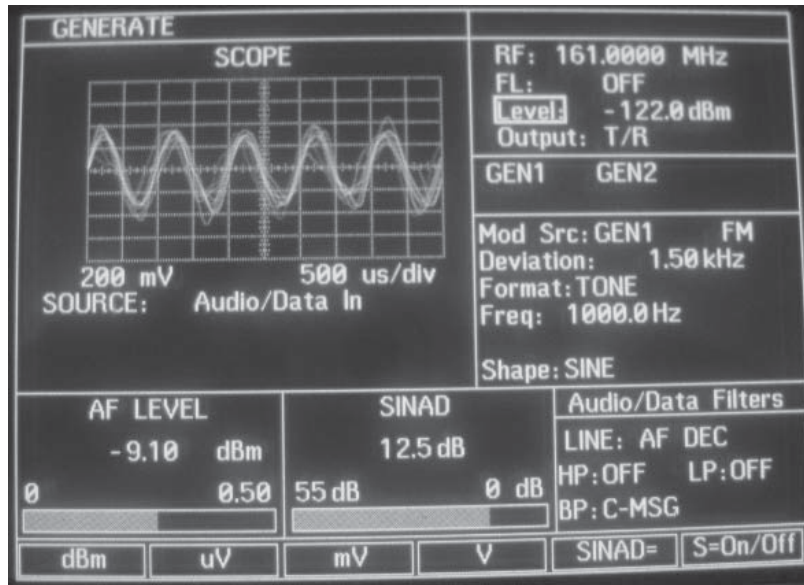 GENERATE
SCOPE
200 mV 500 us/div
SOURCE: Audio/Data In
RF: 161.0000 MHz
FL: OFF
Level: -122.0 dBm
Output: T/R
GEN1 GEN2
Mod Src: GEN1 FM
Deviation: 1.50 kHz
Format: TONE
Freq: 1000.0 Hz
Shape: SINE
AF LEVEL
-9.10 dBm
0 0.50
SINAD
12.5 dB
55 dB 0 dB
Audio/Data Filters
LINE: AF DEC
HP: OFF LP: OFF
BP: C-MSG
dBm uV mV V SINAD= S=On/Off